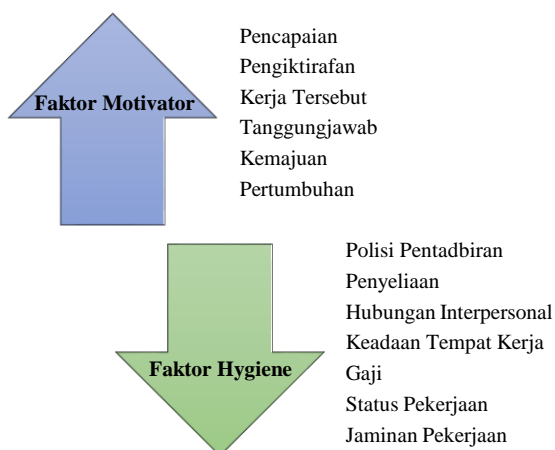 Faktor Motivator
Pencapaian
Pengiktirafan
Kerja Tersebut
Tanggungjawab
Kemajuan
Pertumbuhan
Faktor Hygiene
Polisi Pentadbiran
Penyeliaan
Hubungan Interpersonal
Keadaan Tempat Kerja
Gaji
Status Pekerjaan
Jaminan Pekerjaan